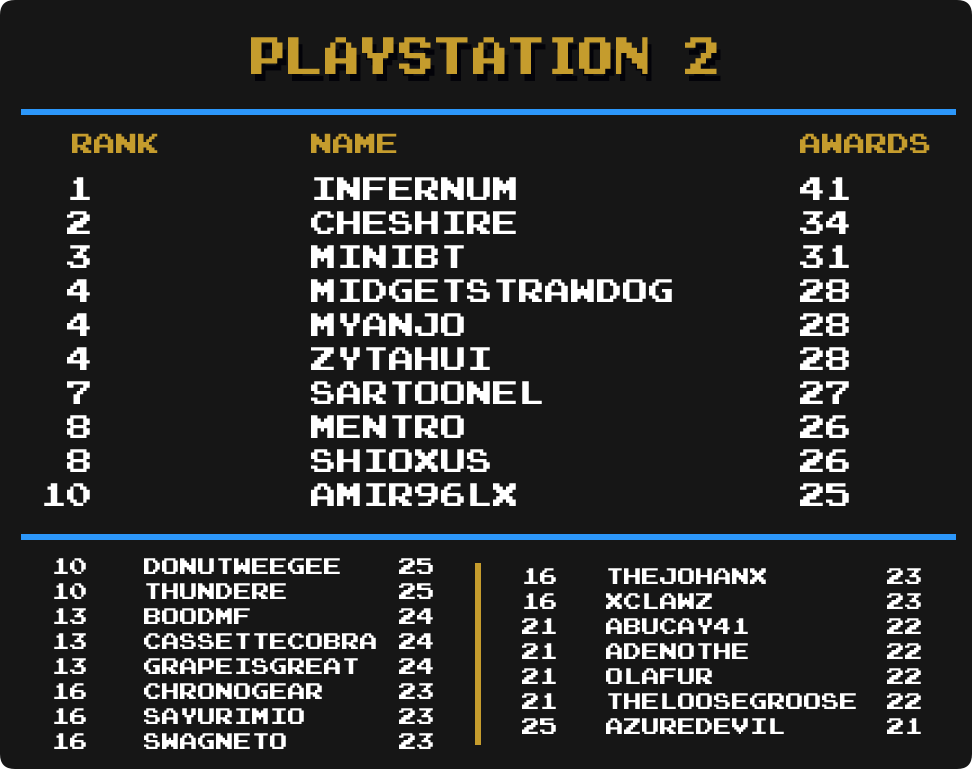 PLAYSTATION 2
RANK NAME AWARDS
1 INFERNUM 41
2 CHESHIRE 34
3 MINIBT 31
4 MIDGETSTRAWDOG 28
4 MYANJO 28
4 ZYTAHUI 28
7 SARTOONEL 27
8 MENTRO 26
8 SHIOXUS 26
10 AMIR96LX 25
10 DONUTWEEGEE 25
10 THUNDERE 25
13 BOODMF 24
13 CASSETTECOBRA 24
13 GRAPEISGREAT 24
16 CHRONOGEAR 23
16 SAYURIMIO 23
16 SWAGNETO 23
16 THEJOHANX 23
16 XCLAWZ 23
21 ABUCAY41 22
21 ADENOTHE 22
21 OLAFUR 22
21 THELOOSEGROOSE 22
25 AZUREDEVIL 21